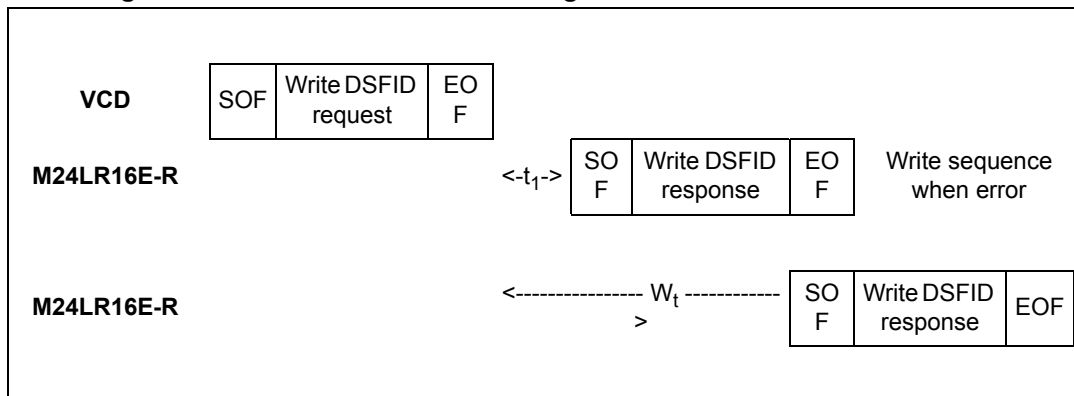 VCD
SOF
Write DSFID
request
EO
F
M24LR16E-R
<-t1->
SO
F
Write DSFID
response
EO
F
Write sequence
when error
M24LR16E-R
<---------------- Wt ------------
>
SO
F
Write DSFID
response
EOF